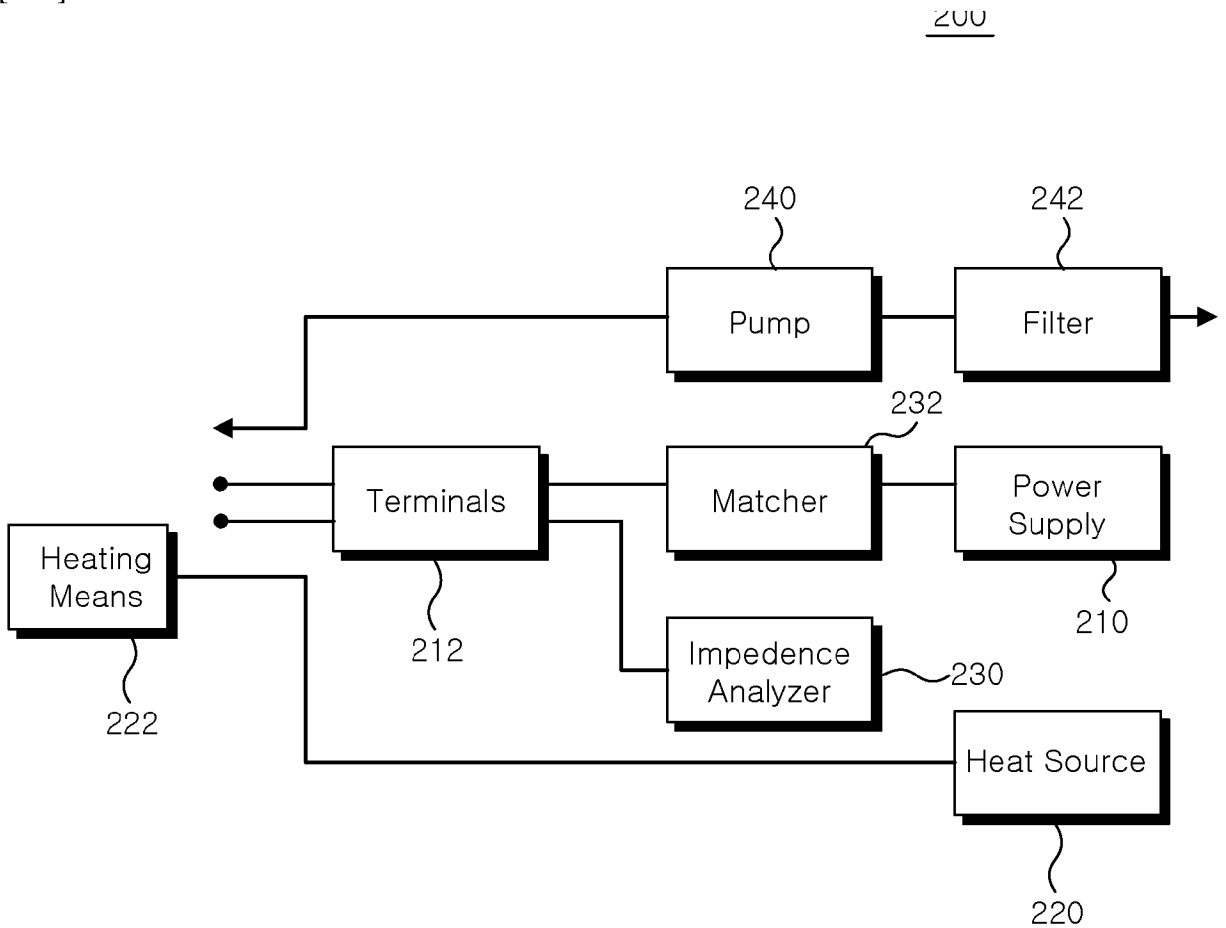 200
240
242
Pump
Filter
232
Terminals
Matcher
Power
Supply
Heating
Means
212
210
Impedence
Analyzer
230
222
Heat Source
220